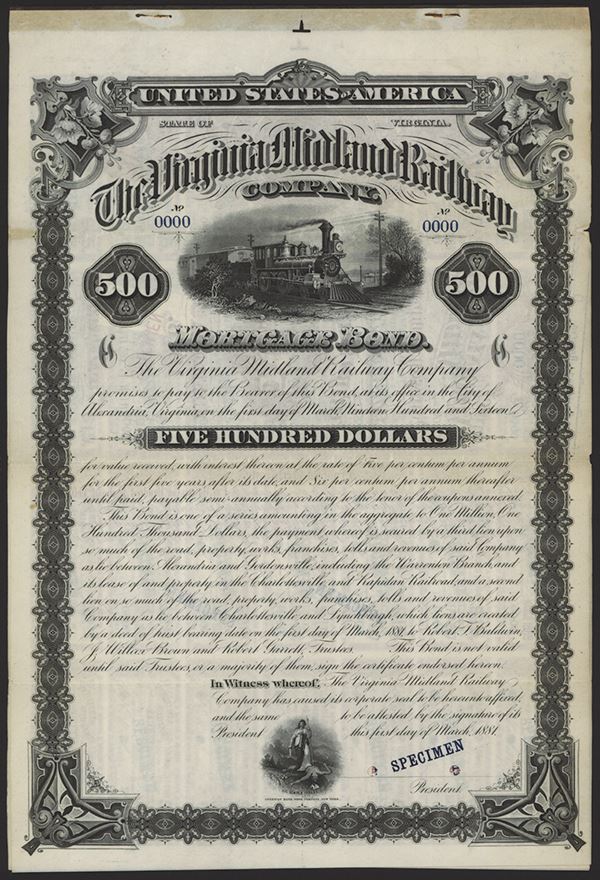 UNITED STATES OF AMERICA
STATE OF VIRGINIA.
The Virginia Midland Railway
COMPANY.
No 0000 No 0000
500 500
MORTGAGE BOND.
The Virginia Midland Railway Company
promises to pay to the Bearer of this Bond, at its office in the City of
Alexandria, Virginia, on the first day of March, Nineteen Hundred and Sixteen
FIVE HUNDRED DOLLARS
for value received, with interest thereon at the rate of Five per centum per annum
for the first five years after its date, and Six per centum per annum thereafter
until paid, payable semi-annually according to the tenor of the coupons annexed.
This Bond is one of a series amounting in the aggregate to One Million, One
Hundred Thousand Dollars, the payment whereof is secured by a third lien upon
so much of the road, property, works, franchises, tolls and revenues of said Company
as lie between Alexandria and Gordonsville, including the Warrenton Branch, and
its lease of and property in the Charlottesville and Rapidan Railroad, and a second
lien on so much of the road, property, works, franchises, tolls and revenues of said
Company as lie between Charlottesville and Lynchburgh, which liens are created
by a deed of trust bearing date on the first day of March, 1881, to Robert T. Baldwin,
J. Willcox Brown and Robert Garrett, Trustees. This Bond is not valid
until said Trustees, or a majority of them, sign the certificate endorsed hereon.
In Witness whereof, The Virginia Midland Railway
Company has caused its corporate seal to be hereunto affixed,
and the same to be attested by the signature of its
President this first day of March, 1881.
SPECIMEN
President.
AMERICAN BANK NOTE COMPANY, NEW YORK.